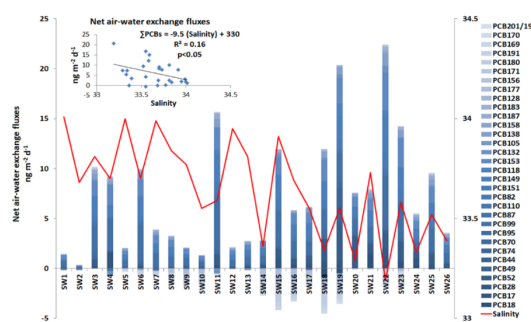 Net air-water exchange fluxes
∑PCBs = -9.5 (Salinity) + 330
R² = 0.16
p<0.05
ng m⁻² d⁻¹
25
20
15
10
5
0
-5
33
33.5
34
34.5
Salinity
Net air-water exchange fluxes
ng m⁻² d⁻¹
25
20
15
10
5
0
-5
34.5
34
33.5
33
SW1
SW2
SW3
SW4
SW5
SW6
SW7
SW8
SW9
SW10
SW11
SW12
SW13
SW14
SW15
SW16
SW17
SW18
SW19
SW20
SW21
SW22
SW23
SW24
SW25
SW26
PCB201/19
PCB170
PCB169
PCB191
PCB180
PCB171
PCB156
PCB177
PCB128
PCB183
PCB187
PCB158
PCB138
PCB105
PCB132
PCB153
PCB118
PCB149
PCB151
PCB82
PCB110
PCB87
PCB99
PCB95
PCB70
PCB74
PCB44
PCB49
PCB52
PCB28
PCB17
PCB18
Salinity